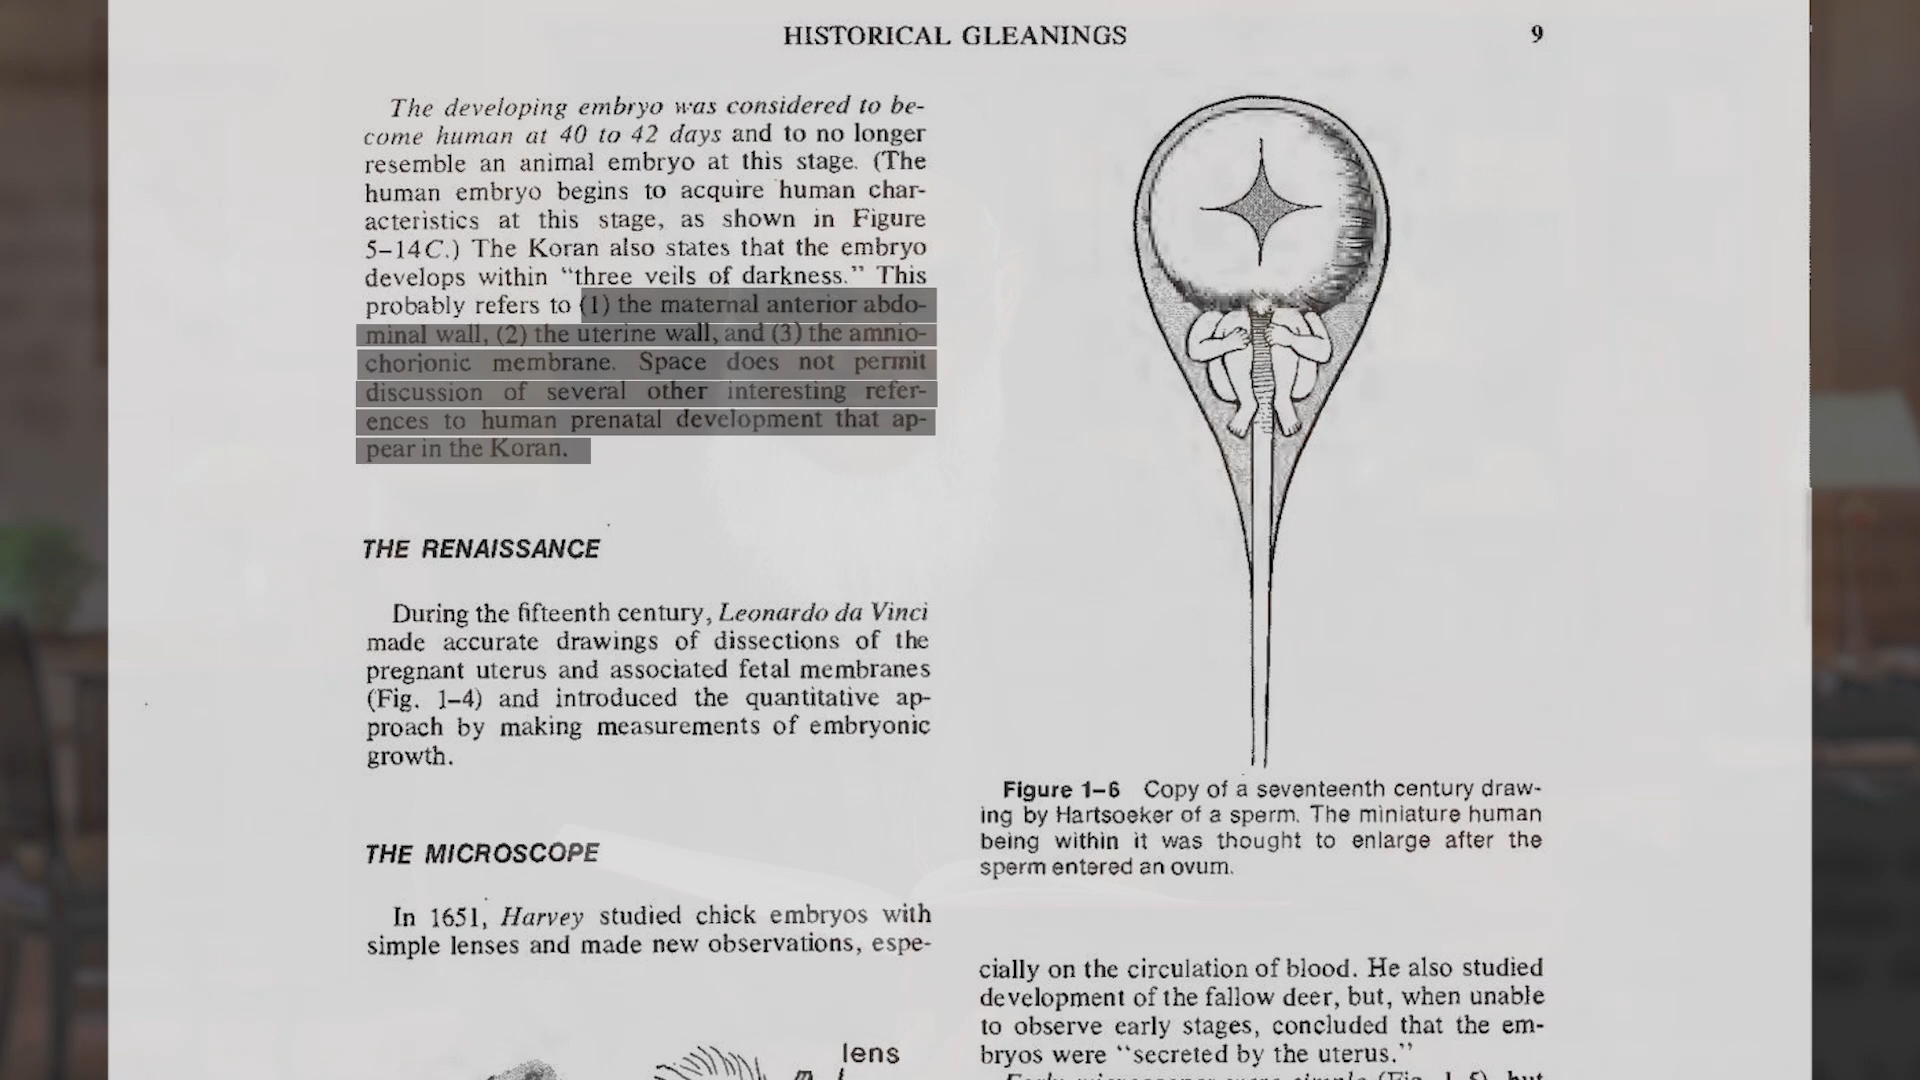 HISTORICAL GLEANINGS
9
The developing embryo was considered to be-
come human at 40 to 42 days and to no longer
resemble an animal embryo at this stage. (The
human embryo begins to acquire human char-
acteristics at this stage, as shown in Figure
5–14C.) The Koran also states that the embryo
develops within “three veils of darkness.” This
probably refers to (1) the maternal anterior abdo-
minal wall, (2) the uterine wall, and (3) the amnio-
chorionic membrane. Space does not permit
discussion of several other interesting refer-
ences to human prenatal development that ap-
pear in the Koran.
THE RENAISSANCE
During the fifteenth century, Leonardo da Vinci
made accurate drawings of dissections of the
pregnant uterus and associated fetal membranes
(Fig. 1–4) and introduced the quantitative ap-
proach by making measurements of embryonic
growth.
THE MICROSCOPE
In 1651, Harvey studied chick embryos with
simple lenses and made new observations, espe-
lens
Figure 1–6 Copy of a seventeenth century draw-
ing by Hartsoeker of a sperm. The miniature human
being within it was thought to enlarge after the
sperm entered an ovum.
cially on the circulation of blood. He also studied
development of the fallow deer, but, when unable
to observe early stages, concluded that the em-
bryos were “secreted by the uterus.”